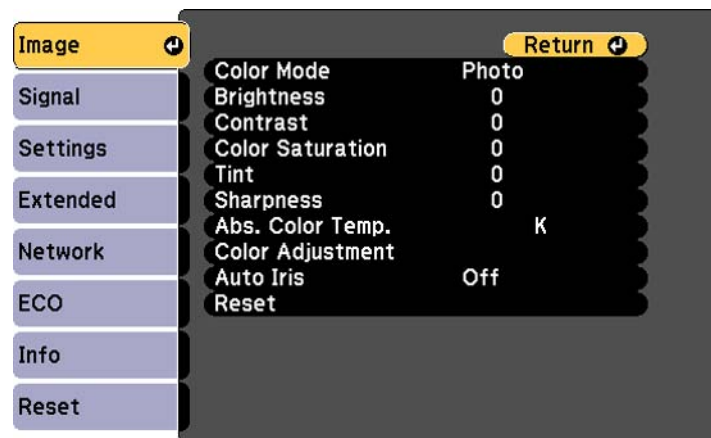 Image
Signal
Settings
Extended
Network
ECO
Info
Reset
Return
Color Mode Photo
Brightness 0
Contrast 0
Color Saturation 0
Tint 0
Sharpness 0
Abs. Color Temp. K
Color Adjustment
Auto Iris Off
Reset